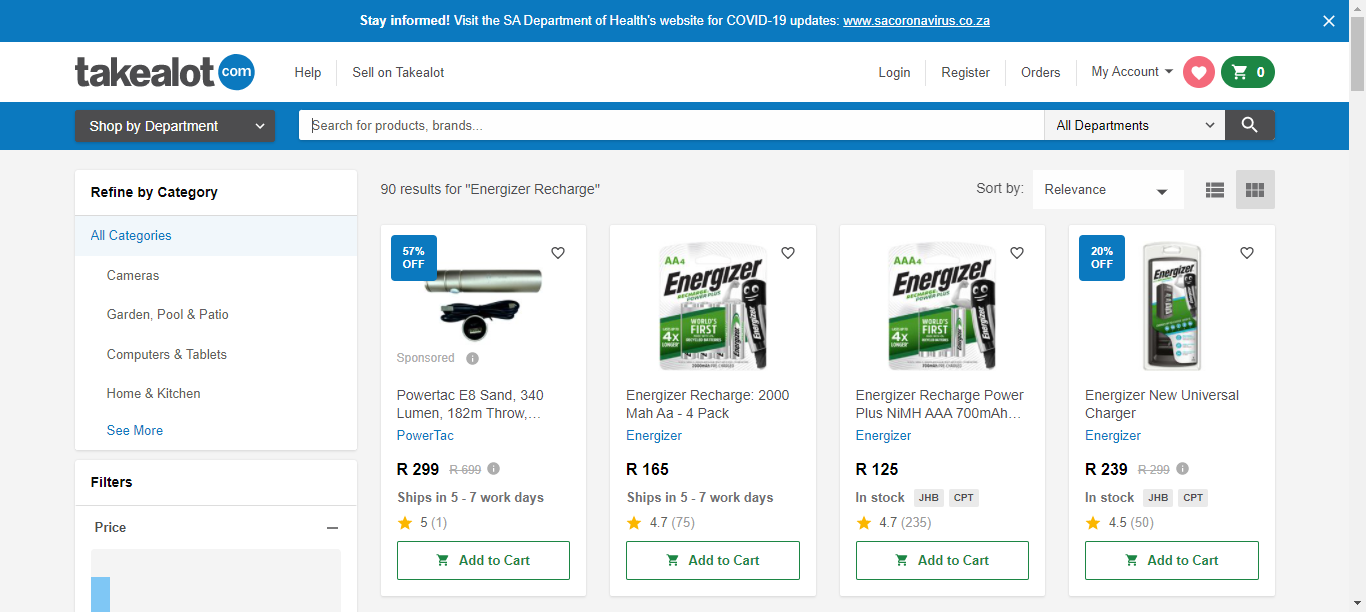 Stay informed! Visit the SA Department of Health's website for COVID-19 updates: www.sacoronavirus.co.za
takealot com
Help
Sell on Takealot
Login
Register
Orders
My Account
0
Shop by Department
Search for products, brands...
All Departments
Refine by Category
All Categories
Cameras
Garden, Pool & Patio
Computers & Tablets
Home & Kitchen
See More
Filters
Price
90 results for "Energizer Recharge"
Sort by:
Relevance
57%
OFF
Sponsored
Powertac E8 Sand, 340
Lumen, 182m Throw,...
PowerTac
R 299 R 699
Ships in 5 - 7 work days
5 (1)
Add to Cart
AA4
Energizer
RECHARGE
POWER PLUS
WORLD'S
FIRST
4x
LONGER
Energizer Recharge: 2000
Mah Aa - 4 Pack
Energizer
R 165
Ships in 5 - 7 work days
4.7 (75)
Add to Cart
AAA4
Energizer
RECHARGE
POWER PLUS
WORLD'S
FIRST
4x
LONGER
Energizer Recharge Power
Plus NiMH AAA 700mAh...
Energizer
R 125
In stock JHB CPT
4.7 (235)
Add to Cart
20%
OFF
Energizer
Energizer New Universal
Charger
Energizer
R 239 R 299
In stock JHB CPT
4.5 (50)
Add to Cart